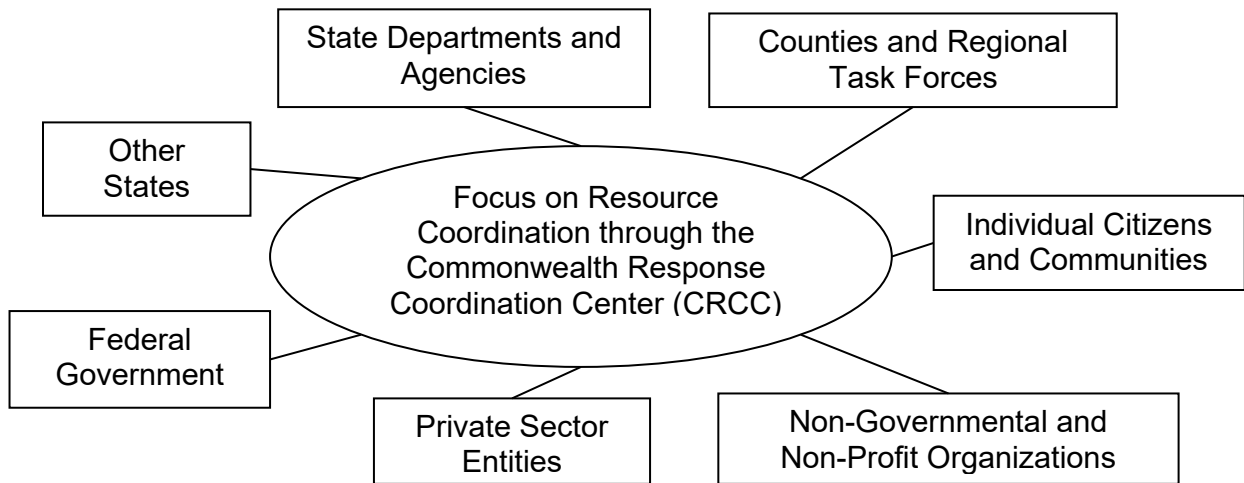 State Departments and
Agencies
Counties and Regional
Task Forces
Other
States
Focus on Resource
Coordination through the
Commonwealth Response
Coordination Center (CRCC)
Individual Citizens
and Communities
Federal
Government
Private Sector
Entities
Non-Governmental and
Non-Profit Organizations